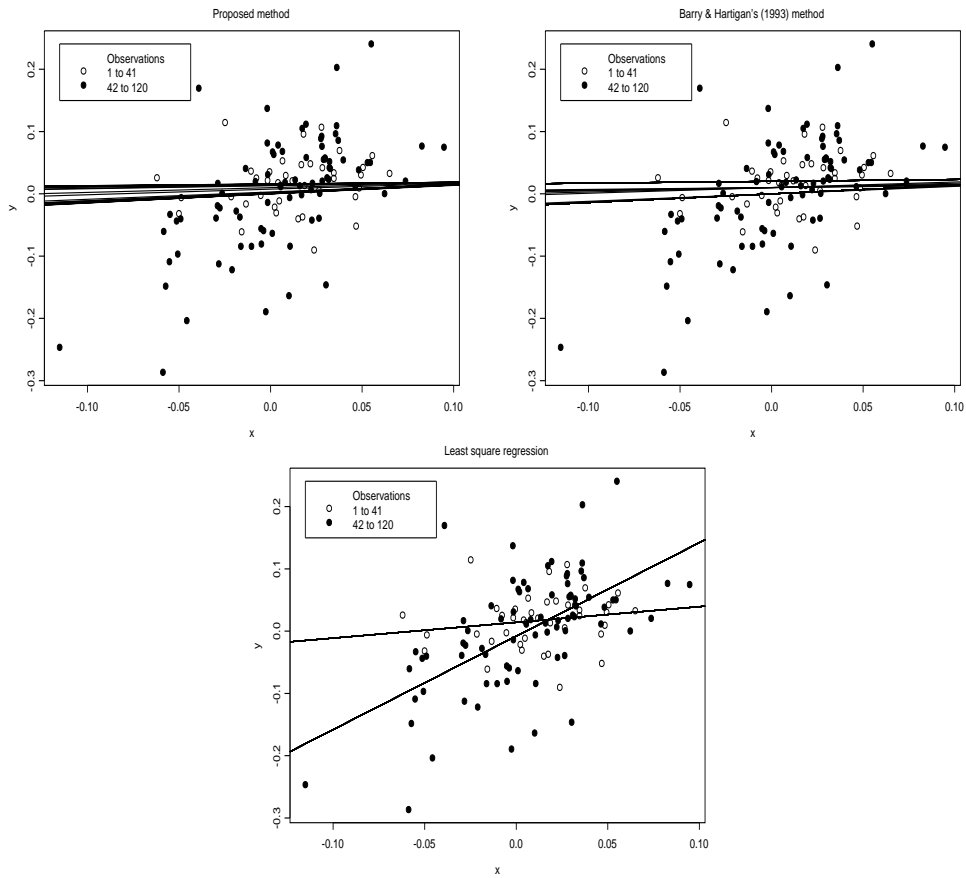 Proposed method
Observations
1 to 41
42 to 120
0.2
0.1
0.0
-0.1
-0.2
-0.3
y
-0.10 -0.05 0.0 0.05 0.10
x
Barry & Hartigan's (1993) method
Observations
1 to 41
42 to 120
0.2
0.1
0.0
-0.1
-0.2
-0.3
y
-0.10 -0.05 0.0 0.05 0.10
x
Least square regression
Observations
1 to 41
42 to 120
0.2
0.1
0.0
-0.1
-0.2
-0.3
y
-0.10 -0.05 0.0 0.05 0.10
x